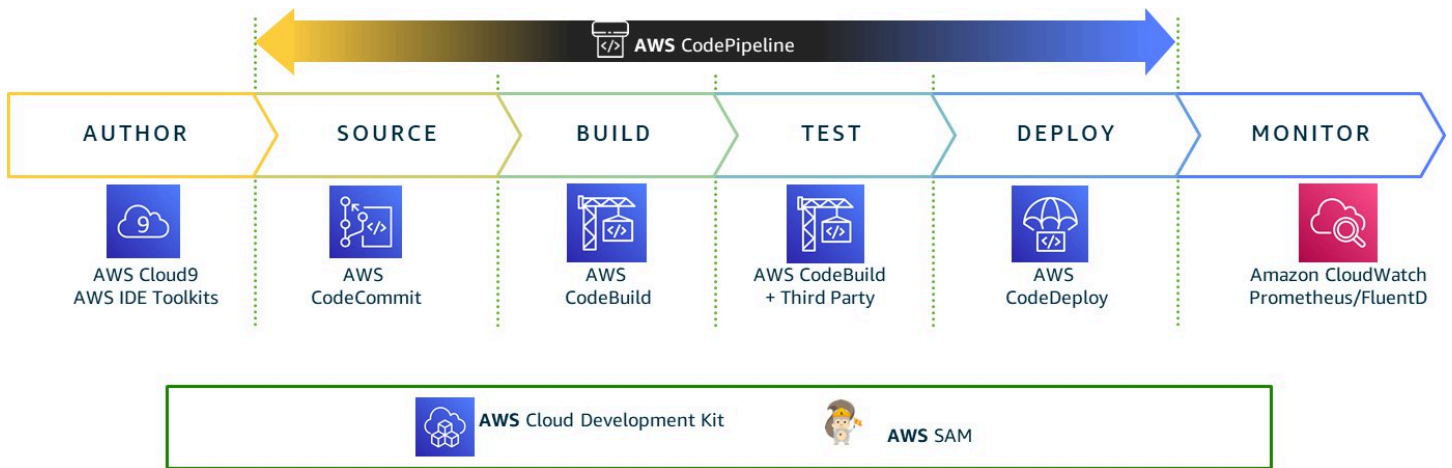 AWS CodePipeline
AUTHOR
SOURCE
BUILD
TEST
DEPLOY
MONITOR
9
AWS Cloud9
AWS IDE Toolkits
AWS
CodeCommit
AWS
CodeBuild
AWS CodeBuild
+ Third Party
AWS
CodeDeploy
Amazon CloudWatch
Prometheus/FluentD
AWS Cloud Development Kit
AWS SAM